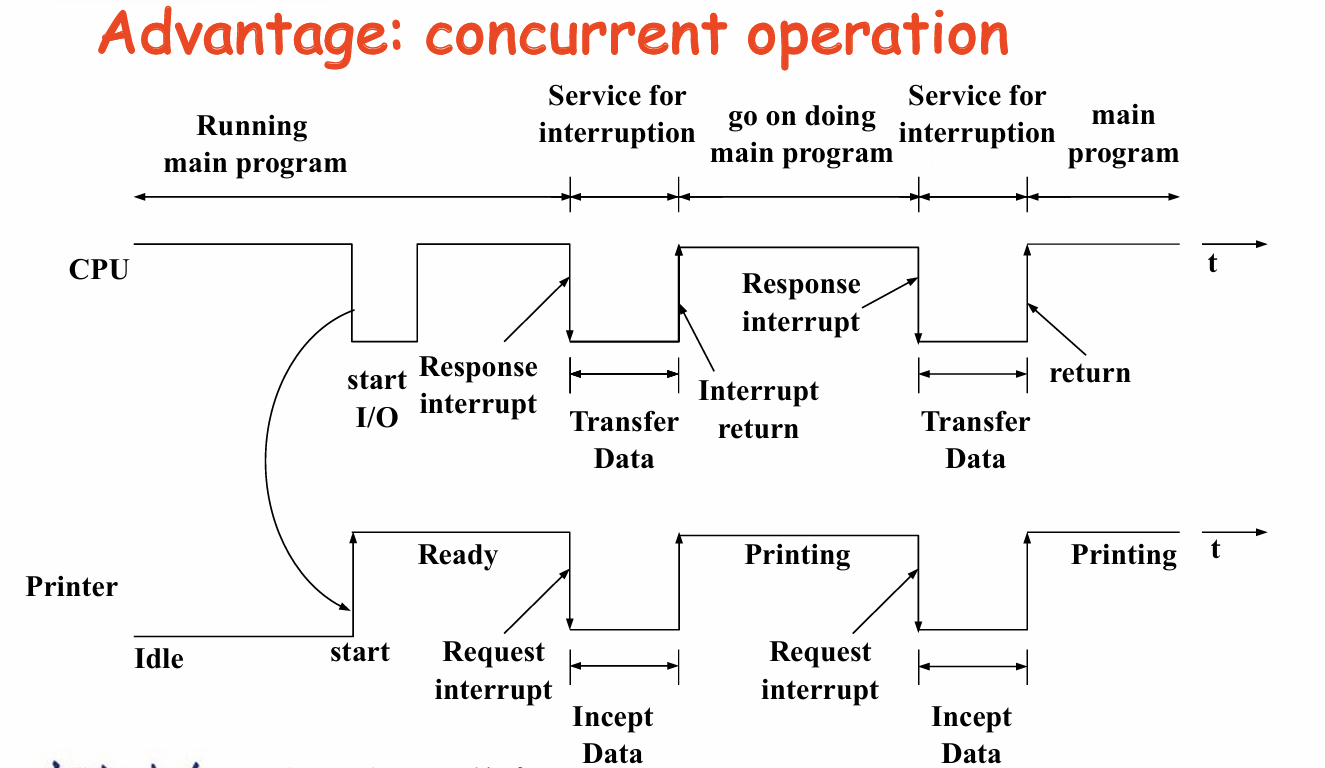 Advantage: concurrent operation
Running
main program
Service for
interruption
go on doing
main program
Service for
interruption
main
program
CPU
t
start
I/O
Response
interrupt
Transfer
Data
Interrupt
return
Response
interrupt
Transfer
Data
return
Printer
Idle
start
Ready
Request
interrupt
Incept
Data
Printing
Request
interrupt
Incept
Data
Printing
t